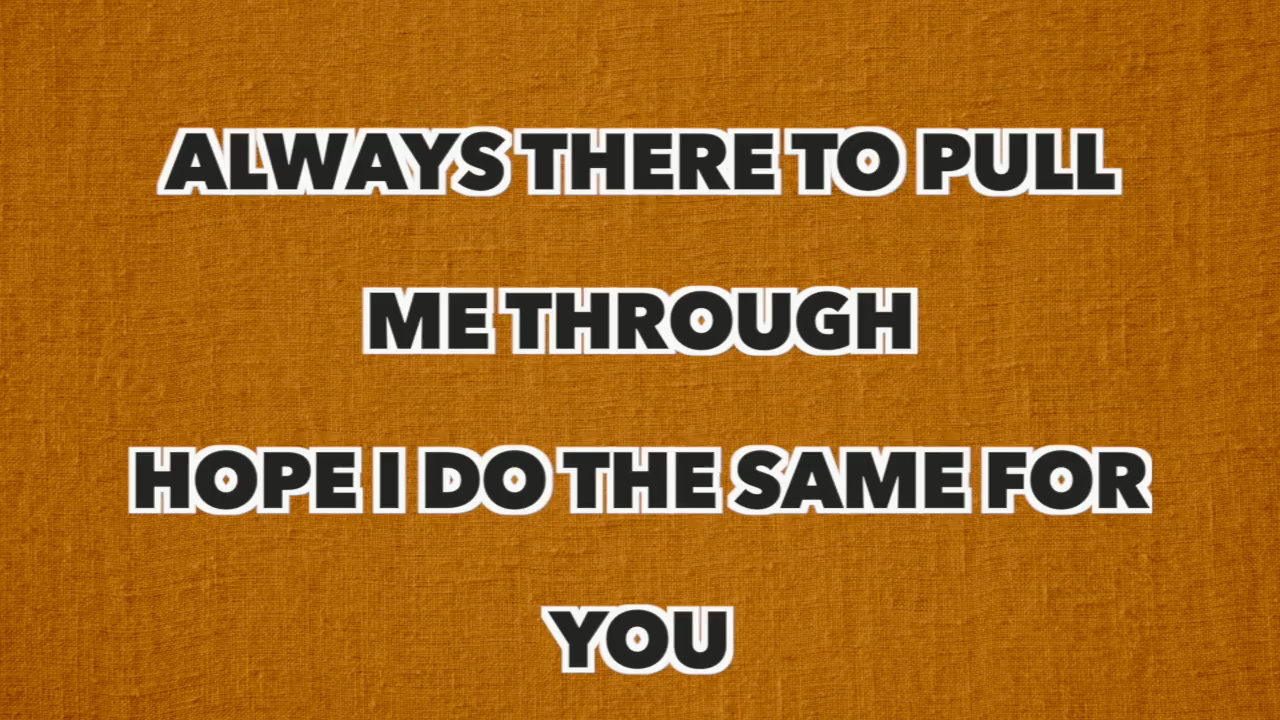 ALWAYS THERE TO PULL
ME THROUGH
HOPE I DO THE SAME FOR
YOU